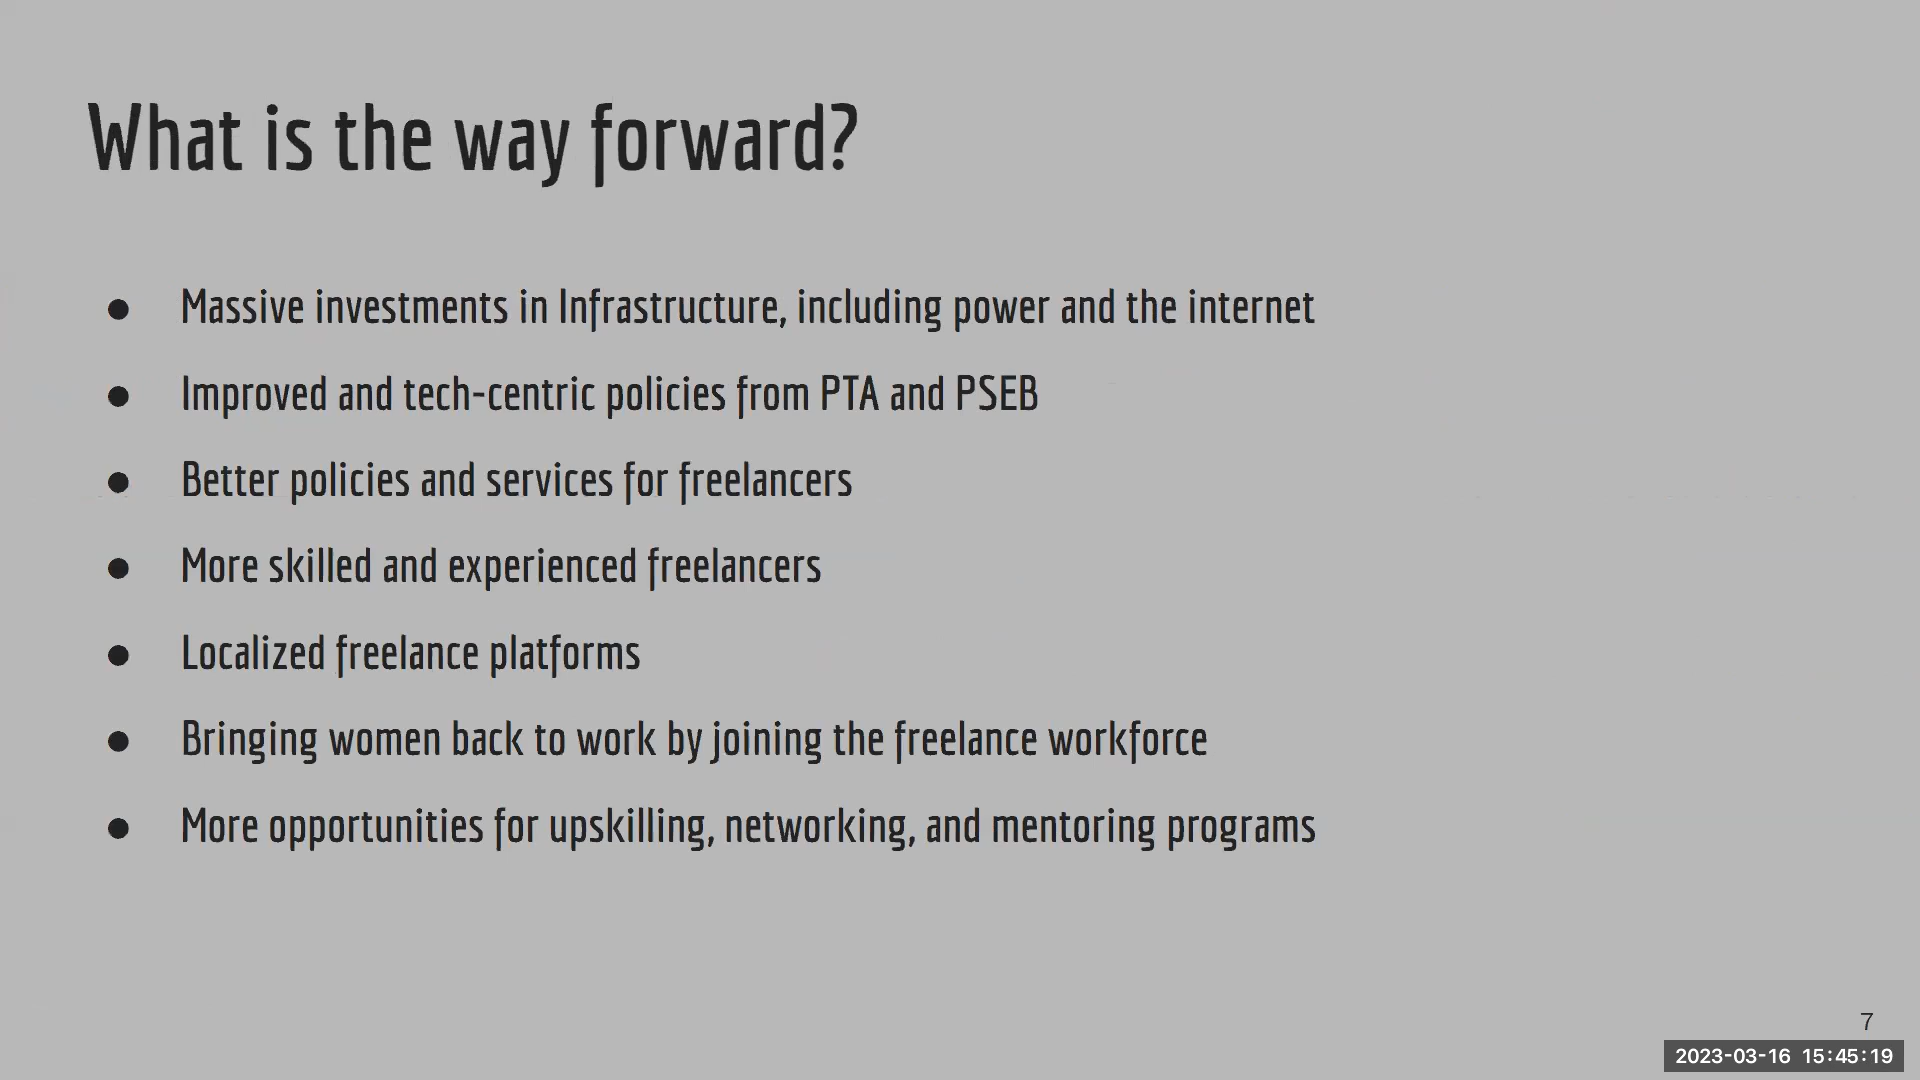 What is the way forward?
● Massive investments in Infrastructure, including power and the internet
● Improved and tech-centric policies from PTA and PSEB
● Better policies and services for freelancers
● More skilled and experienced freelancers
● Localized freelance platforms
● Bringing women back to work by joining the freelance workforce
● More opportunities for upskilling, networking, and mentoring programs
7
2023-03-16 15:45:19